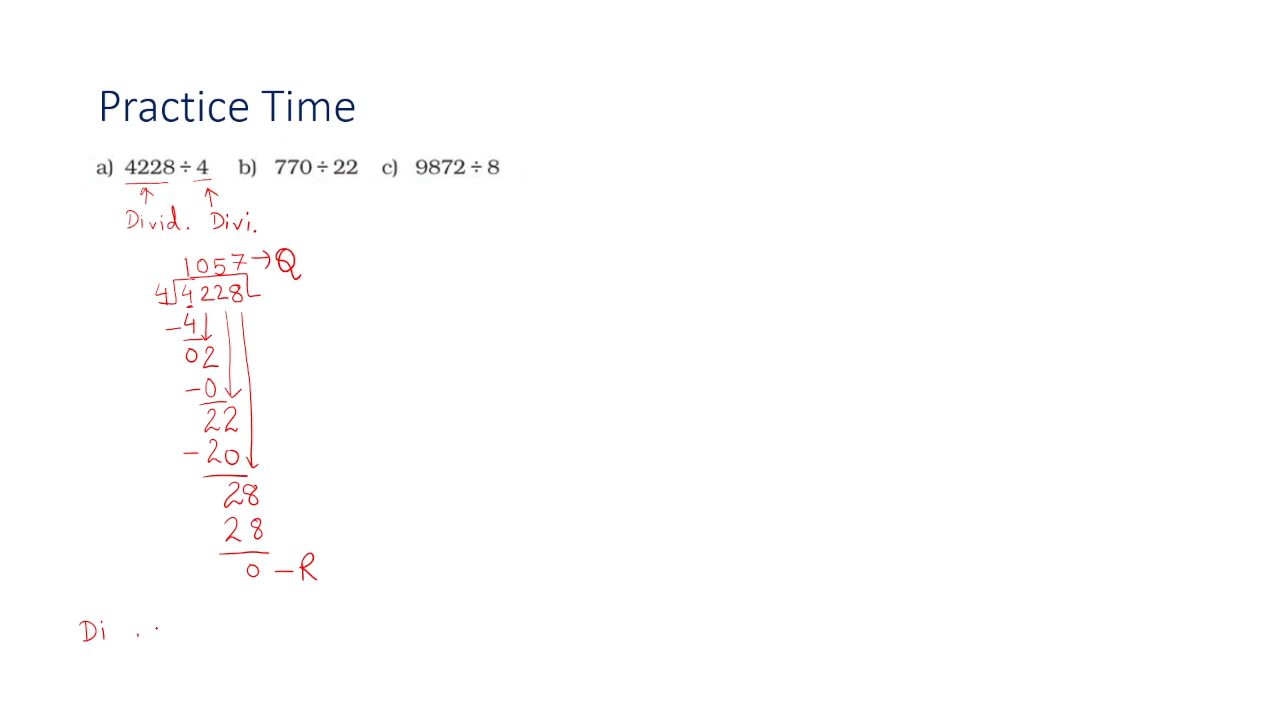 Practice Time
a) 4228 ÷ 4 b) 770 ÷ 22 c) 9872 ÷ 8
Divid. Divi.
1057 → Q
4 4228
-4
02
-0
22
-20
28
28
0 - R
Di